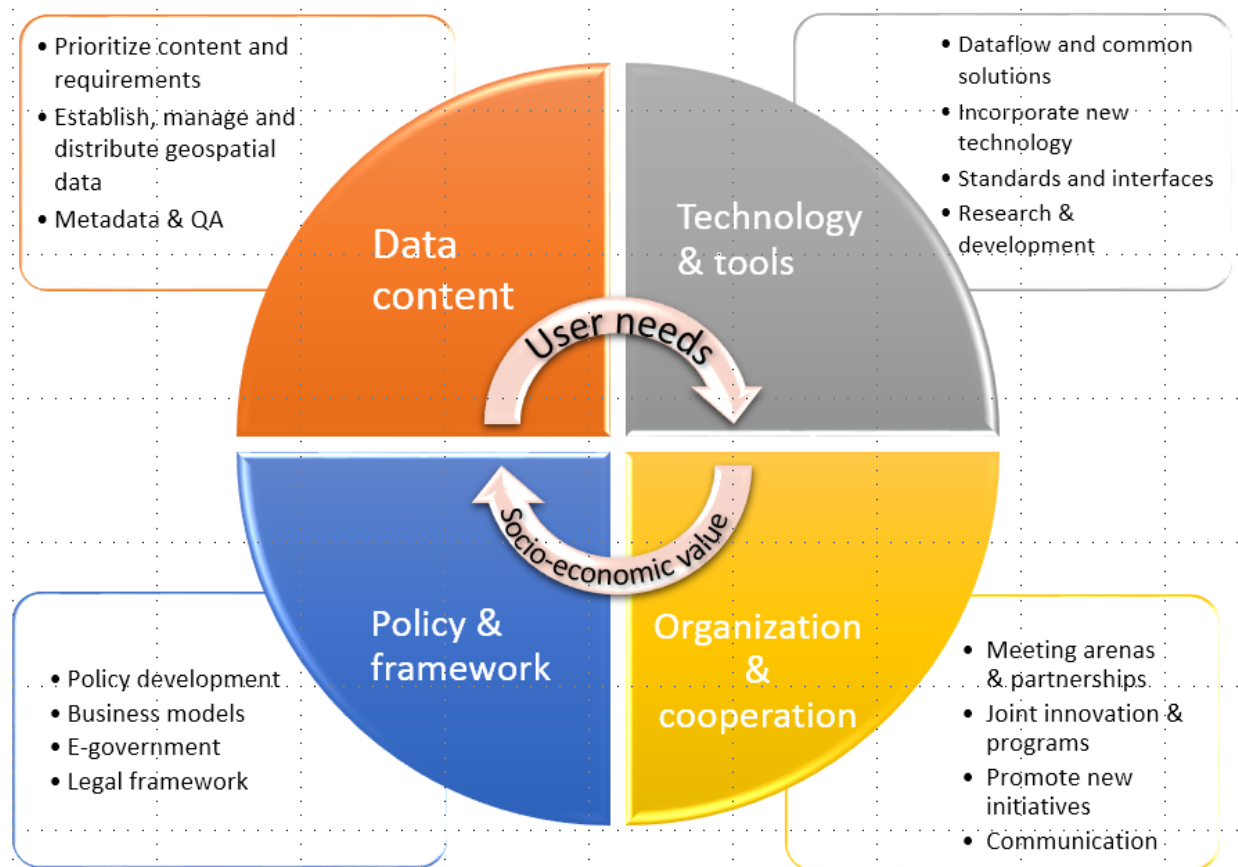 • Prioritize content and
requirements
• Establish, manage and
distribute geospatial
data
• Metadata & QA
• Dataflow and common
solutions
• Incorporate new
technology
• Standards and interfaces
• Research &
development
Data
content
Technology
& tools
User needs
Socio-economic value
Policy &
framework
Organization
&
cooperation
• Policy development
• Business models
• E-government
• Legal framework
• Meeting arenas
& partnerships
• Joint innovation &
programs
• Promote new
initiatives
• Communication